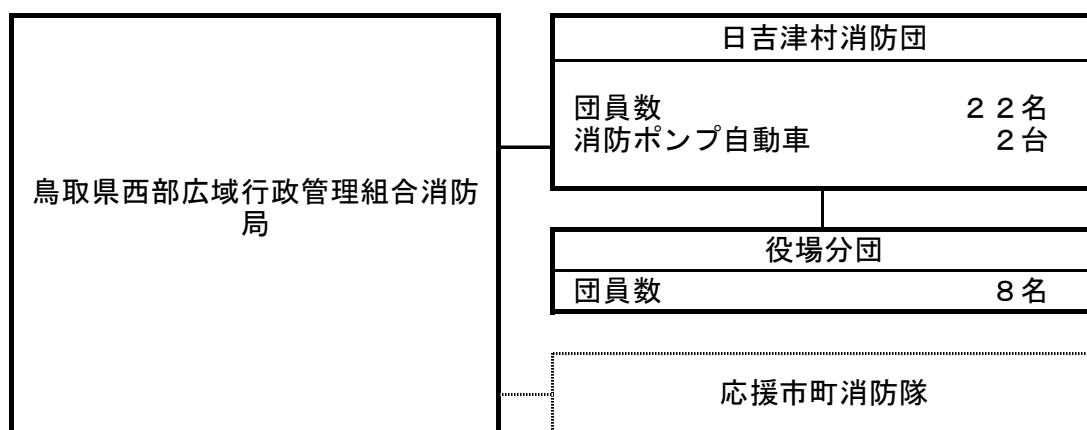 鳥取県西部広域行政管理組合消防
局
日吉津村消防団
団員数 ２２名
消防ポンプ自動車 ２台
役場分団
団員数 ８名
応援市町消防隊